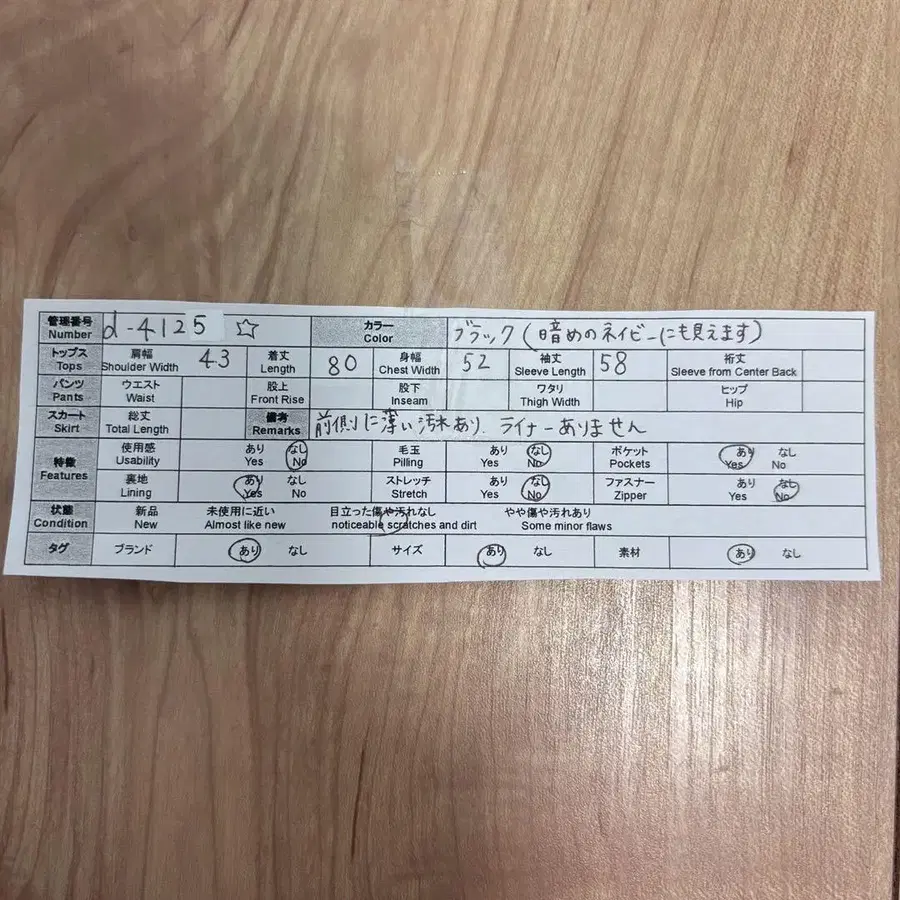 管理番号 d-4125 ☆ カラー ブラック(暗めのネイビーにも見えます)
Number Color
トップス 肩幅 43 着丈 80 身幅 52 袖丈 58 裄丈
Tops Shoulder Width Length Chest Width Sleeve Length Sleeve from Center Back
パンツ ウエスト 股上 股下 ワタリ ヒップ
Pants Waist Front Rise Inseam Thigh Width Hip
スカート 総丈 備考 前側に薄い汚れあり、ライナーありません
Skirt Total Length Remarks
特徴 使用感 あり なし 毛玉 あり なし ポケット あり なし
Features Usability Yes No Pilling Yes No Pockets Yes No
裏地 あり なし ストレッチ あり なし ファスナー あり なし
Lining Yes No Stretch Yes No Zipper Yes No
状態 新品 未使用に近い 目立った傷や汚れなし やや傷や汚れあり
Condition New Almost like new noticeable scratches and dirt Some minor flaws
タグ ブランド あり なし サイズ あり なし 素材 あり なし